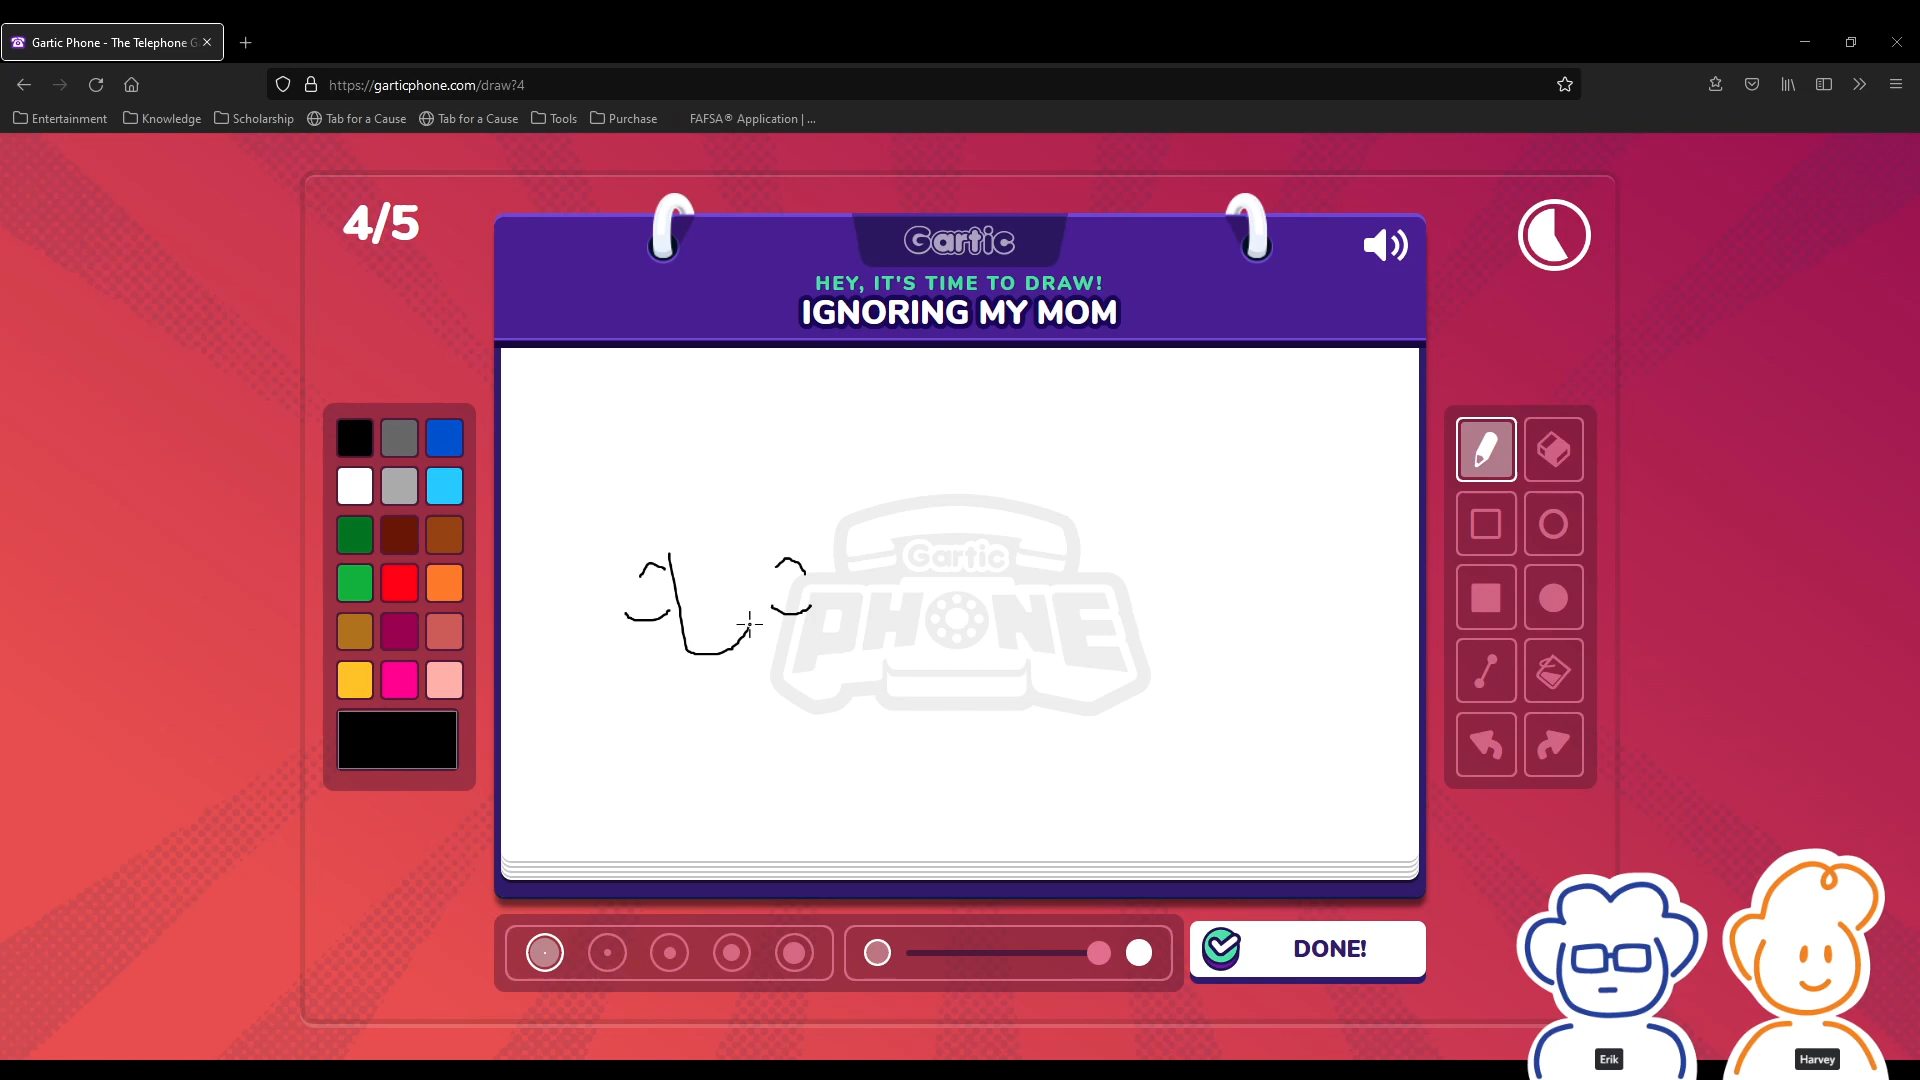 Gartic Phone - The Telephone G
https://garticphone.com/draw?4
Entertainment Knowledge Scholarship Tab for a Cause Tab for a Cause Tools Purchase FAFSA® Application | ...
4/5
Gartic
HEY, IT'S TIME TO DRAW!
IGNORING MY MOM
Gartic
PHONE
DONE!
Erik
Harvey